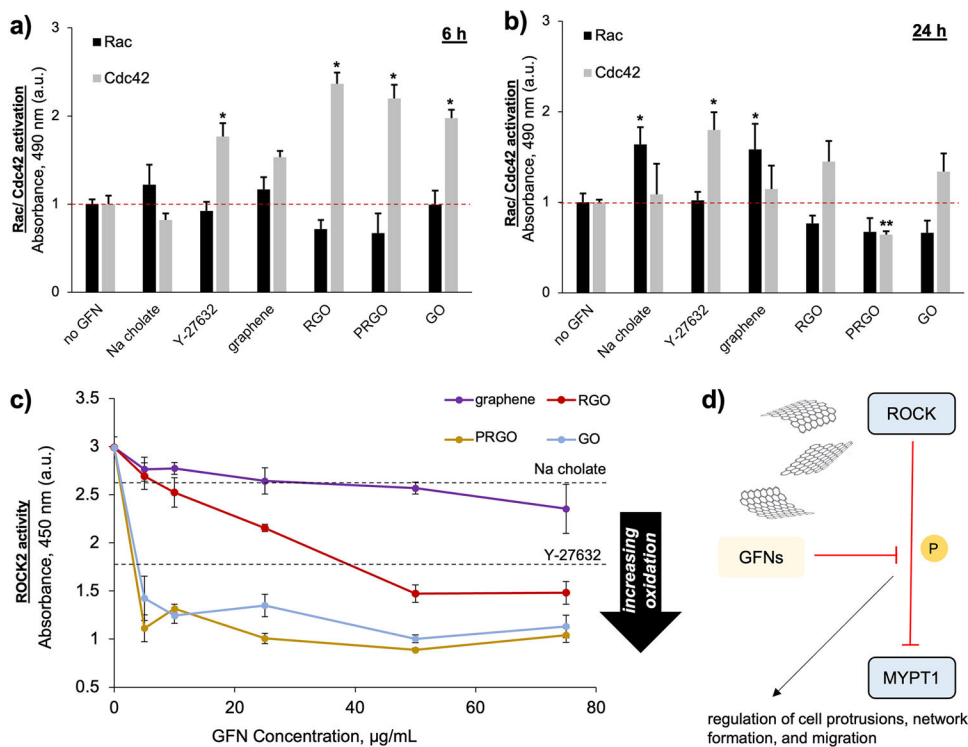 a)
6 h
Rac
Cdc42
Rac/ Cdc42 activation
Absorbance, 490 nm (a.u.)
3
2
1
0
no GFN
Na cholate
Y-27632
graphene
RGO
PRGO
GO
*
*
*
*
b)
24 h
Rac
Cdc42
Rac/ Cdc42 activation
Absorbance, 490 nm (a.u.)
3
2
1
0
no GFN
Na cholate
Y-27632
graphene
RGO
PRGO
GO
*
*
*
**
c)
graphene
RGO
PRGO
GO
ROCK2 activity
Absorbance, 450 nm (a.u.)
3.5
3
2.5
2
1.5
1
0.5
Na cholate
Y-27632
0
20
40
60
80
GFN Concentration, µg/mL
increasing
oxidation
d)
ROCK
GFNs
P
MYPT1
regulation of cell protrusions, network
formation, and migration